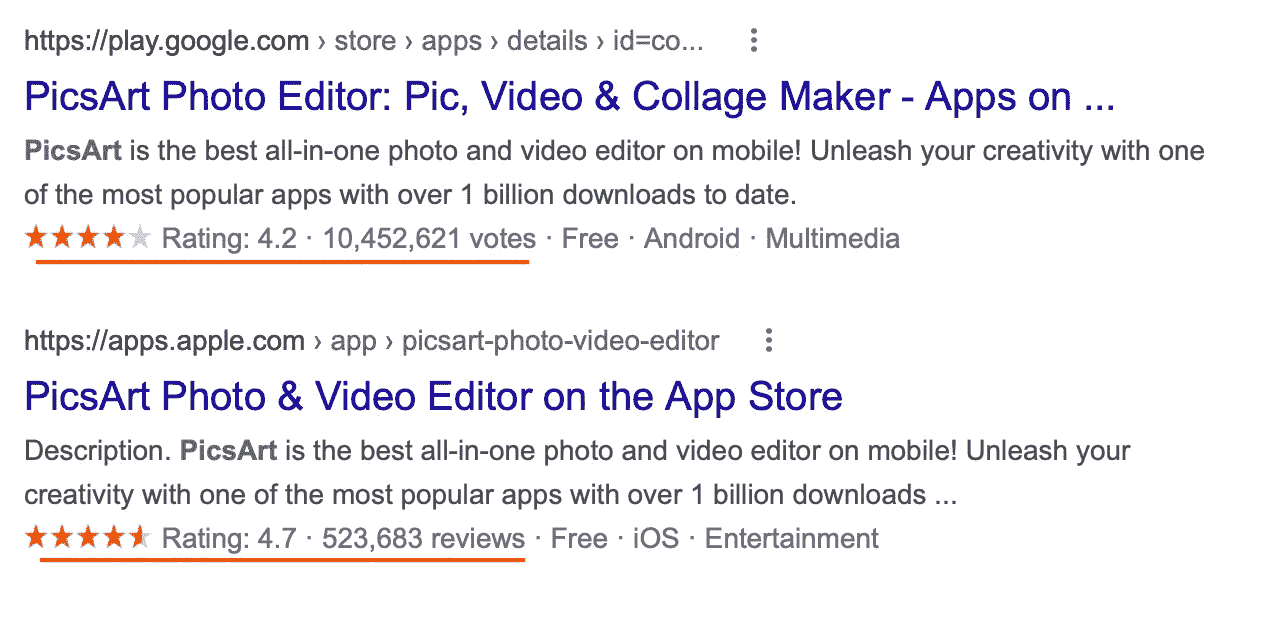 https://play.google.com › store › apps › details › id=co...
PicsArt Photo Editor: Pic, Video & Collage Maker - Apps on ...
PicsArt is the best all-in-one photo and video editor on mobile! Unleash your creativity with one
of the most popular apps with over 1 billion downloads to date.
Rating: 4.2 · 10,452,621 votes · Free · Android · Multimedia
https://apps.apple.com › app › picsart-photo-video-editor
PicsArt Photo & Video Editor on the App Store
Description. PicsArt is the best all-in-one photo and video editor on mobile! Unleash your
creativity with one of the most popular apps with over 1 billion downloads ...
Rating: 4.7 · 523,683 reviews · Free · iOS · Entertainment